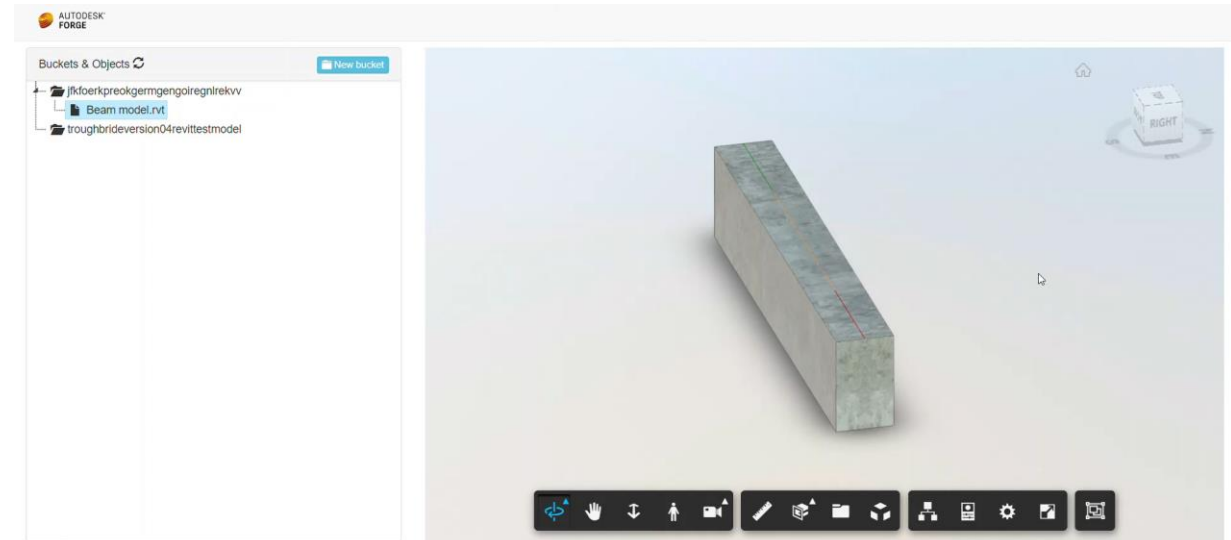 AUTODESK®
FORGE
Buckets & Objects
New bucket
jfkfoerkpreokgermgengoiregnlrekvv
Beam model.rvt
troughbrideversion04revittestmodel
RIGHT